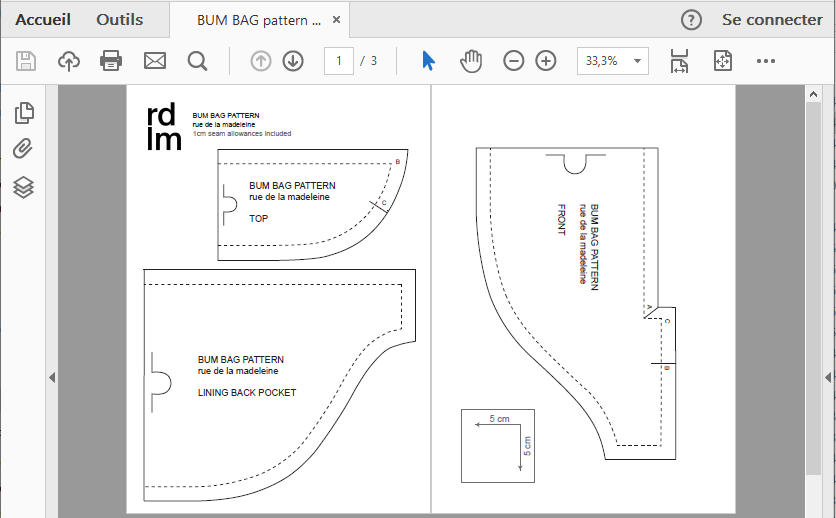 Accueil
Outils
BUM BAG pattern ... ×
?
Se connecter
1 / 3
33,3%
rd
lm
BUM BAG PATTERN
rue de la madeleine
1cm seam allowances included
B
C
BUM BAG PATTERN
rue de la madeleine
TOP
BUM BAG PATTERN
rue de la madeleine
LINING BACK POCKET
BUM BAG PATTERN
rue de la madeleine
FRONT
A
C
B
5 cm
5 cm